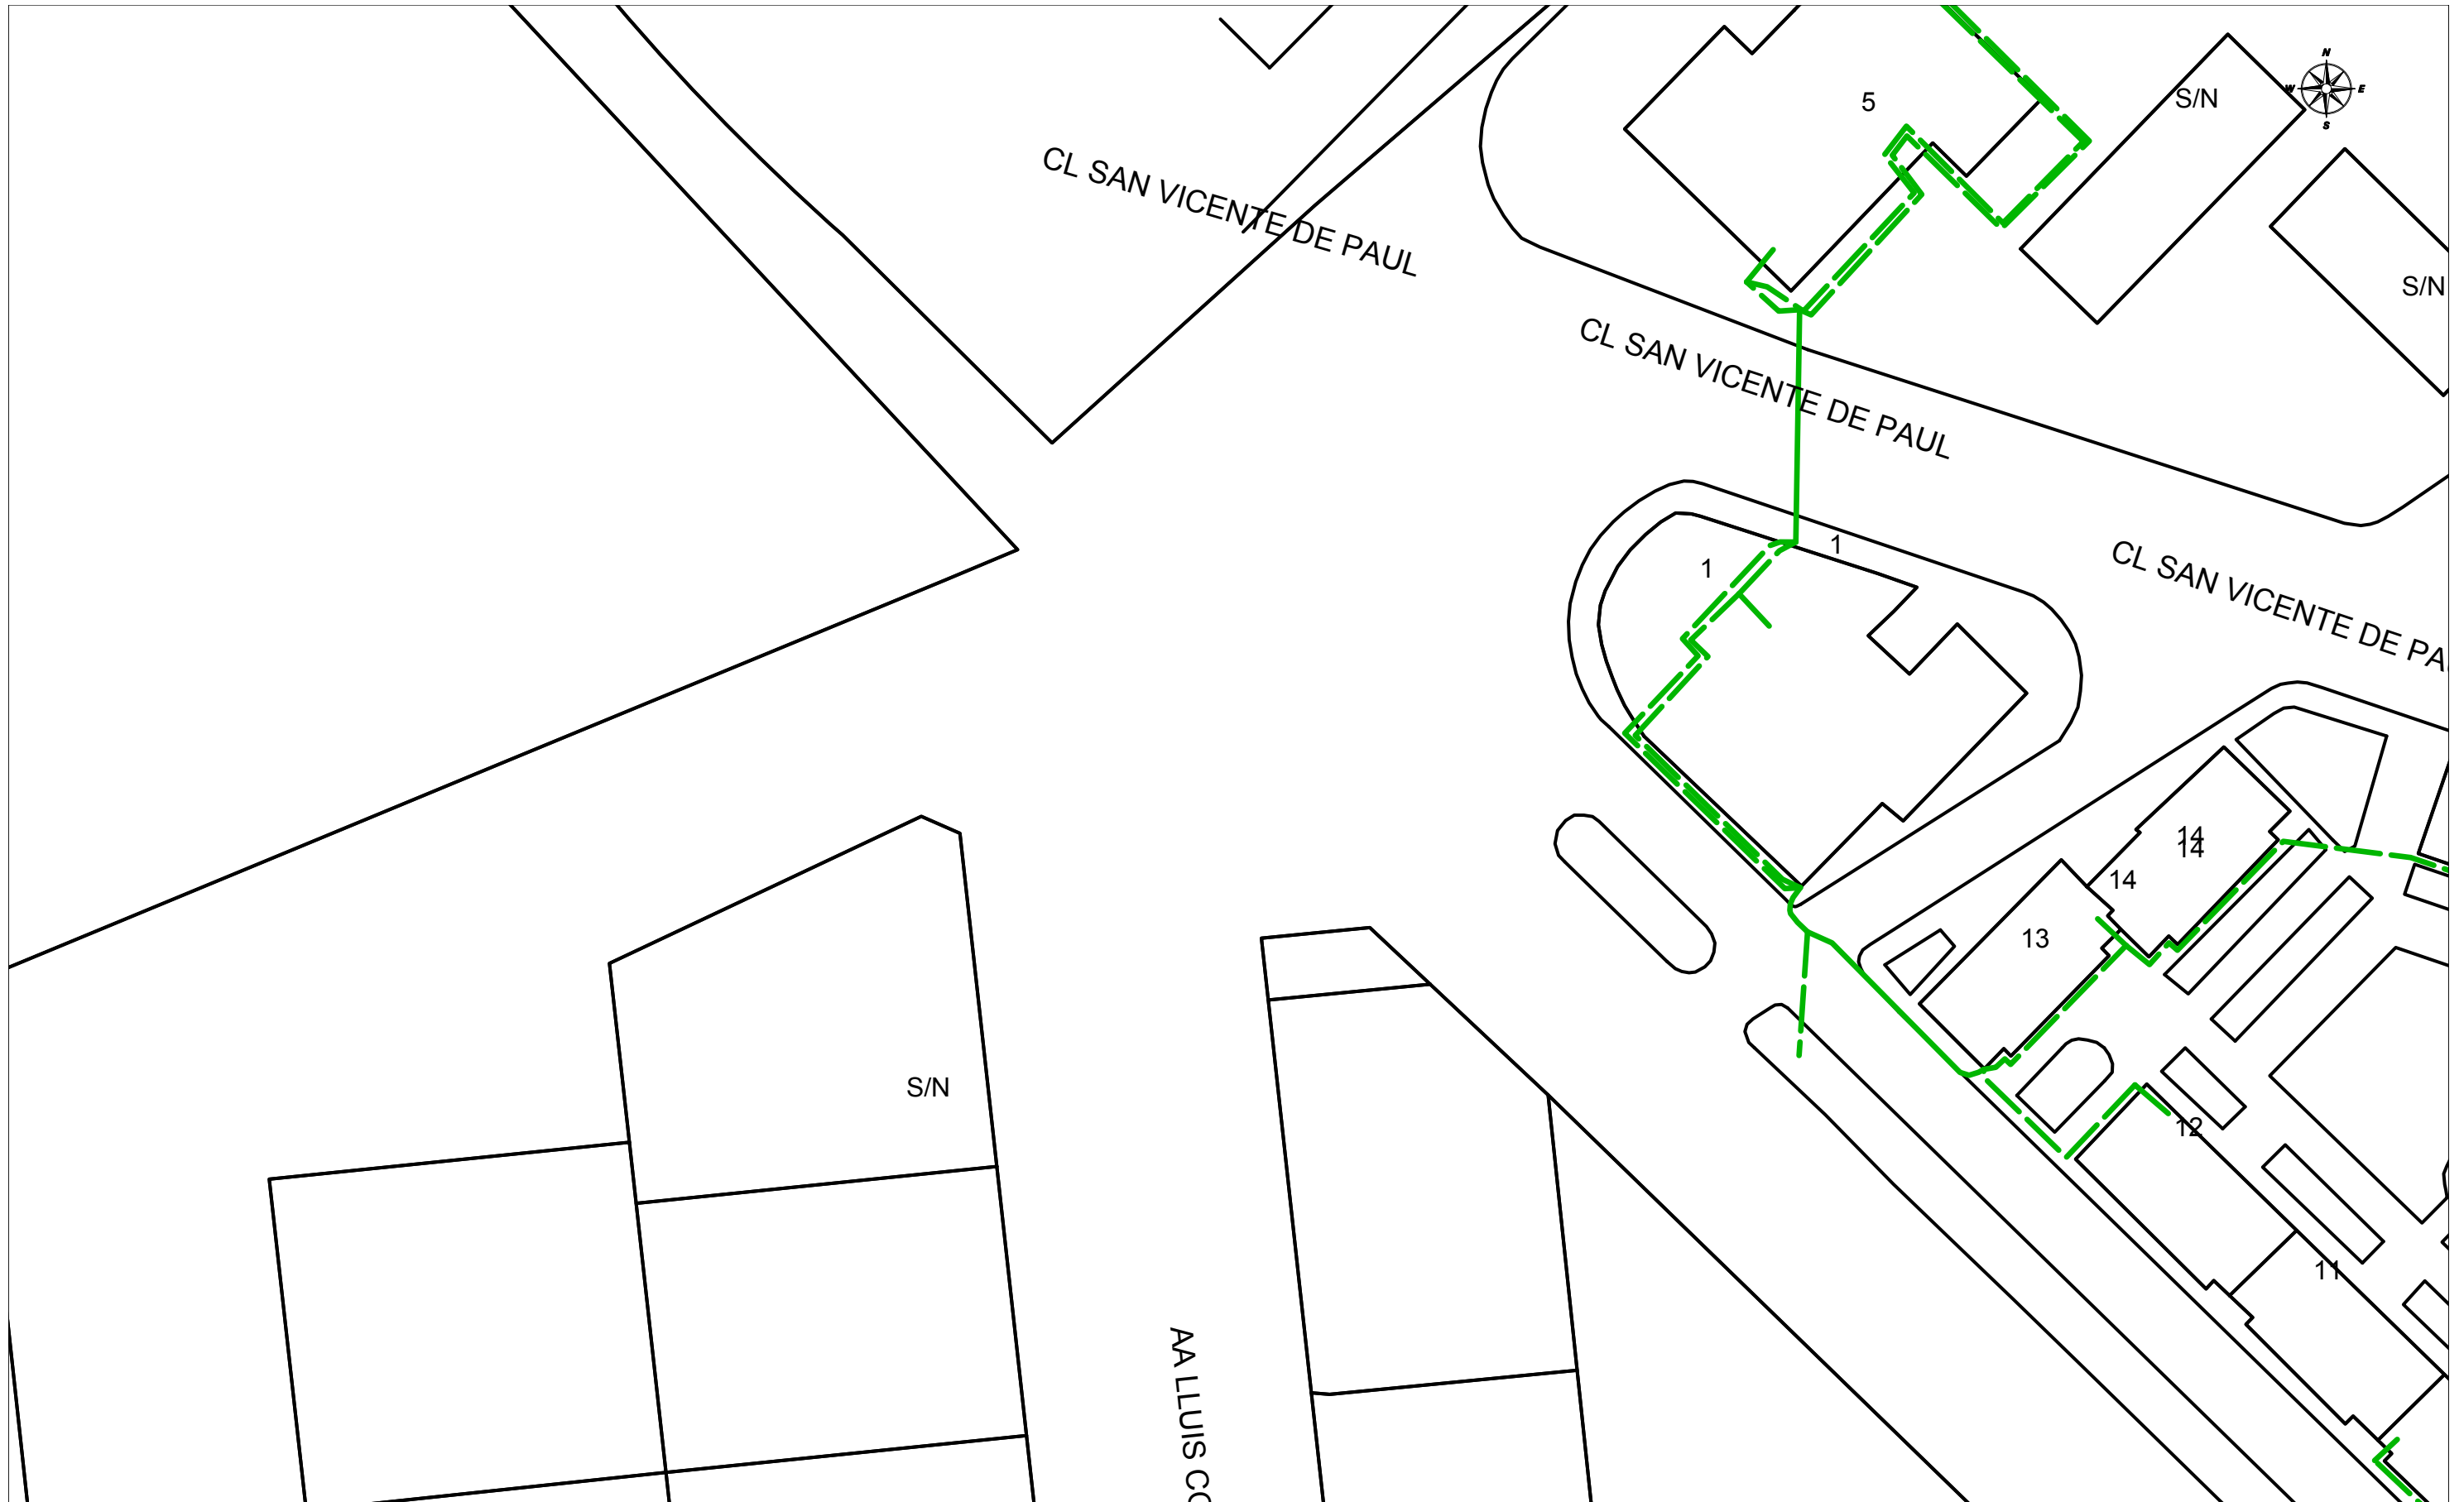 N
W
E
S
5
S/N
CL SAN VICENTE DE PAUL
S/N
CL SAN VICENTE DE PAUL
1
1
CL SAN VICENTE DE PA
14
14
14
13
S/N
12
11
AA LLUIS CO